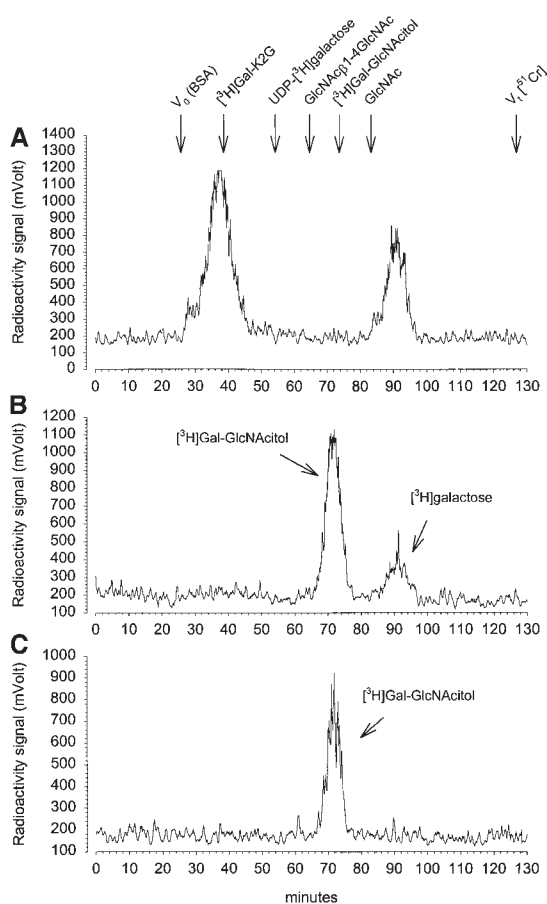 V₀ (BSA)
[³H]Gal-K2G
UDP-[³H]galactose
GlcNAcβ1-4GlcNAc
[³H]Gal-GlcNAcitol
GlcNAc
Vₜ [⁵¹Cr]
A
Radioactivity signal (mVolt)
1400
1300
1200
1100
1000
900
800
700
600
500
400
300
200
100
0
0 10 20 30 40 50 60 70 80 90 100 110 120 130
B
Radioactivity signal (mVolt)
1200
1100
1000
900
800
700
600
500
400
300
200
100
[³H]Gal-GlcNAcitol
[³H]galactose
0 10 20 30 40 50 60 70 80 90 100 110 120 130
C
Radioactivity signal (mVolt)
1000
900
800
700
600
500
400
300
200
100
[³H]Gal-GlcNAcitol
0 10 20 30 40 50 60 70 80 90 100 110 120 130
minutes